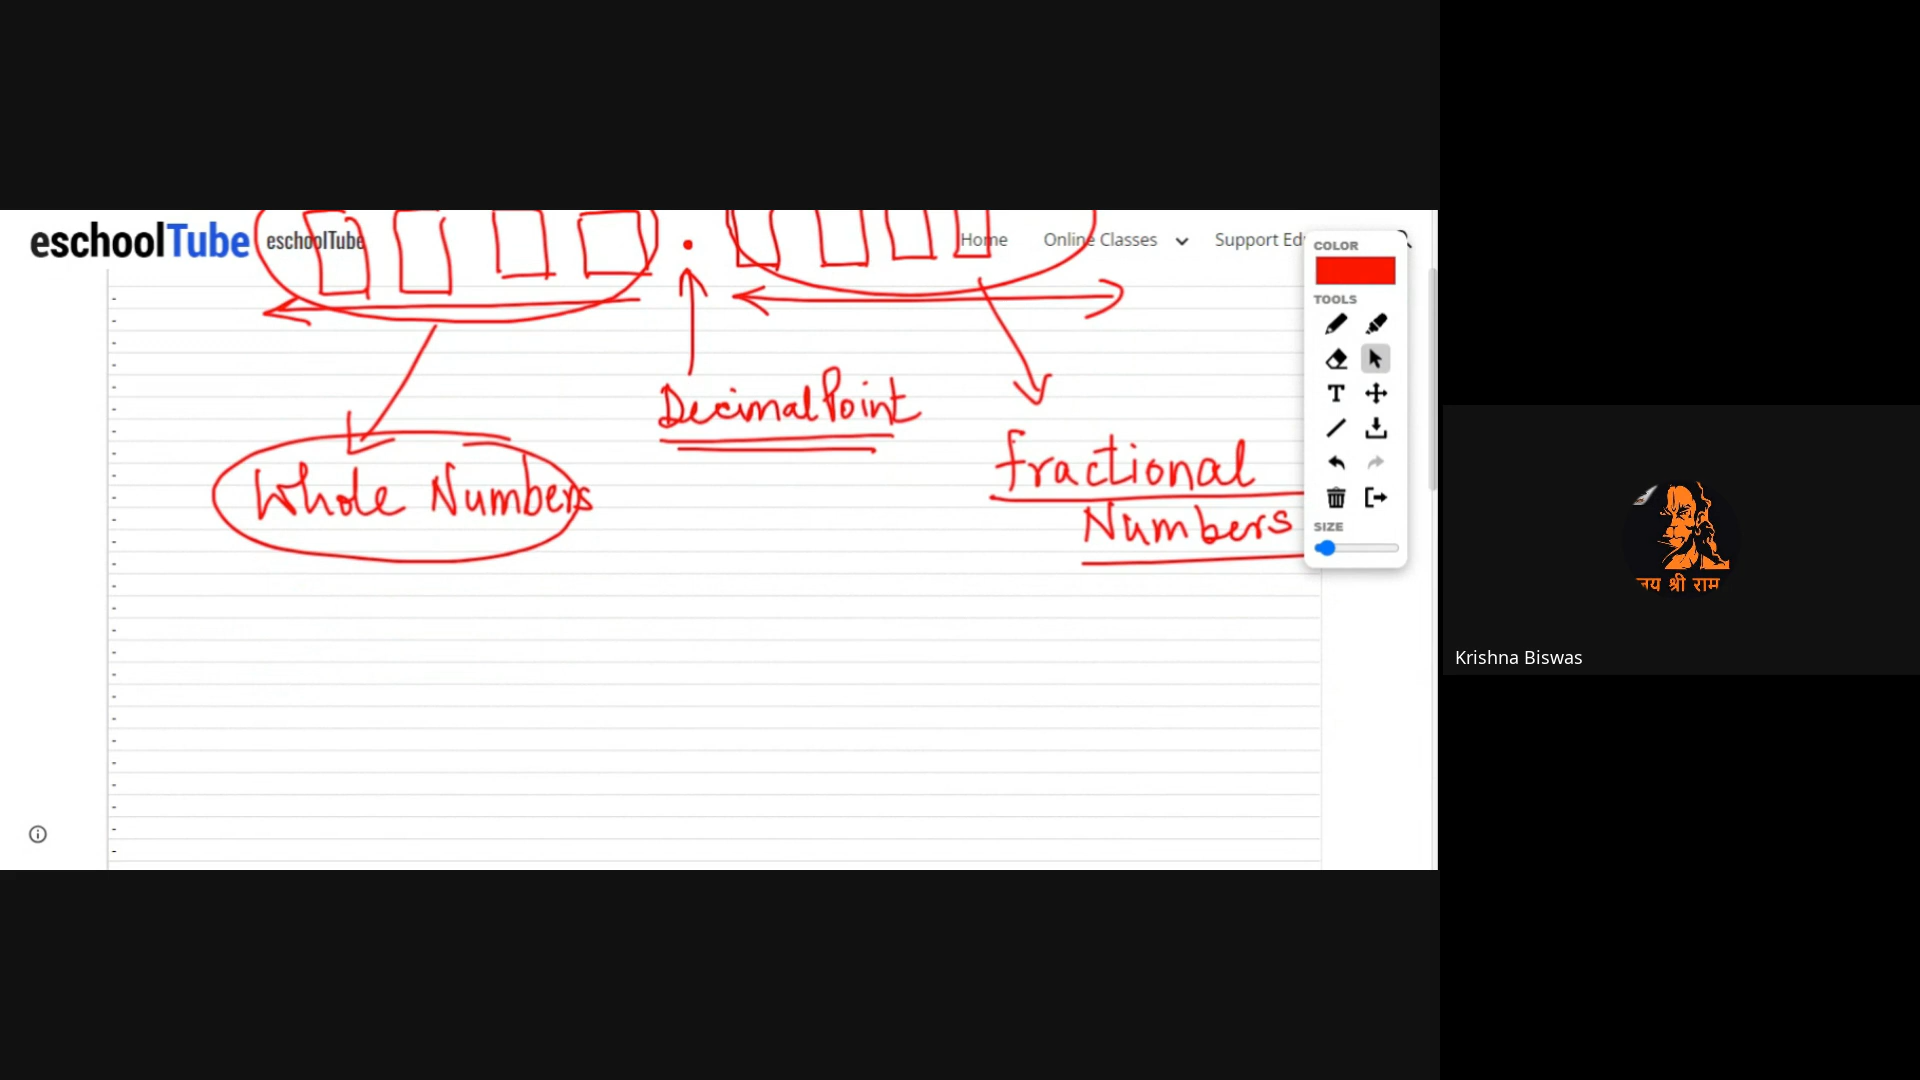 eschoolTube
eschoolTube
Home
Online Classes
Support Ed
COLOR
TOOLS
T
SIZE
Decimal Point
Whole Numbers
fractional
Numbers
जय श्री राम
Krishna Biswas